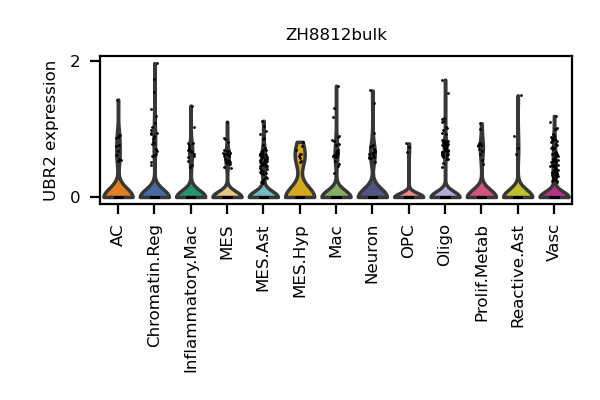 ZH8812bulk
UBR2 expression
2
0
AC
Chromatin.Reg
Inflammatory.Mac
MES
MES.Ast
MES.Hyp
Mac
Neuron
OPC
Oligo
Prolif.Metab
Reactive.Ast
Vasc